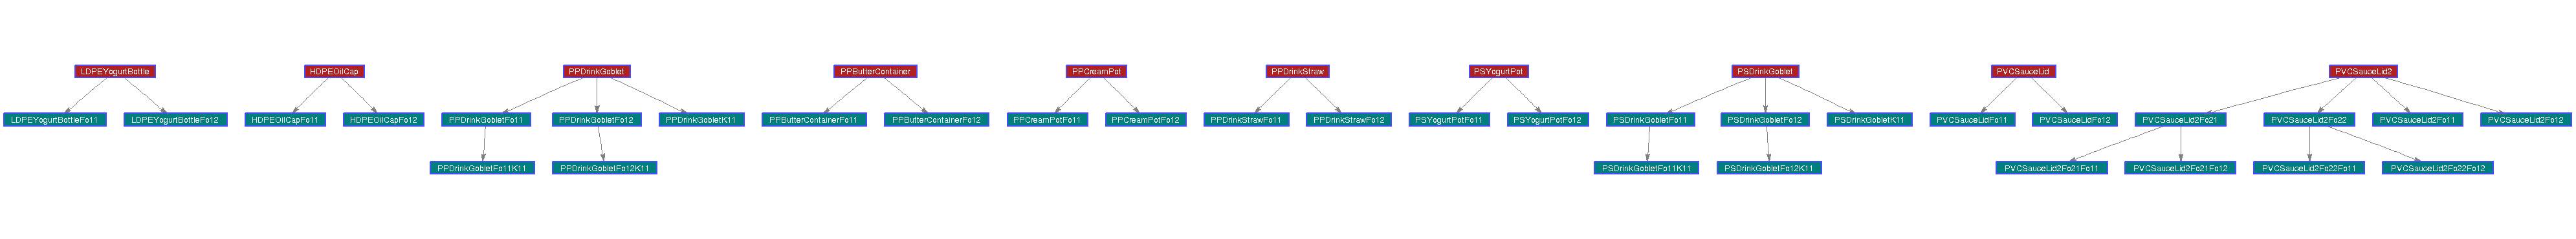 LDPEYogurtBottle HDPEOilCap PPDrinkGoblet PPButterContainer PPCreamPot PPDrinkStraw PSYogurtPot PSDrinkGoblet PVCSauceLid PVCSauceLid2
LDPEYogurtBottleFo11 LDPEYogurtBottleFo12 HDPEOilCapFo11 HDPEOilCapFo12 PPDrinkGobletFo11 PPDrinkGobletFo12 PPDrinkGobletK11 PPButterContainerFo11 PPButterContainerFo12 PPCreamPotFo11 PPCreamPotFo12 PPDrinkStrawFo11 PPDrinkStrawFo12 PSYogurtPotFo11 PSYogurtPotFo12 PSDrinkGobletFo11 PSDrinkGobletFo12 PSDrinkGobletK11 PVCSauceLidFo11 PVCSauceLidFo12 PVCSauceLid2Fo21 PVCSauceLid2Fo22 PVCSauceLid2Fo11 PVCSauceLid2Fo12
PPDrinkGobletFo11K11 PPDrinkGobletFo12K11 PSDrinkGobletFo11K11 PSDrinkGobletFo12K11 PVCSauceLid2Fo21Fo11 PVCSauceLid2Fo21Fo12 PVCSauceLid2Fo22Fo11 PVCSauceLid2Fo22Fo12